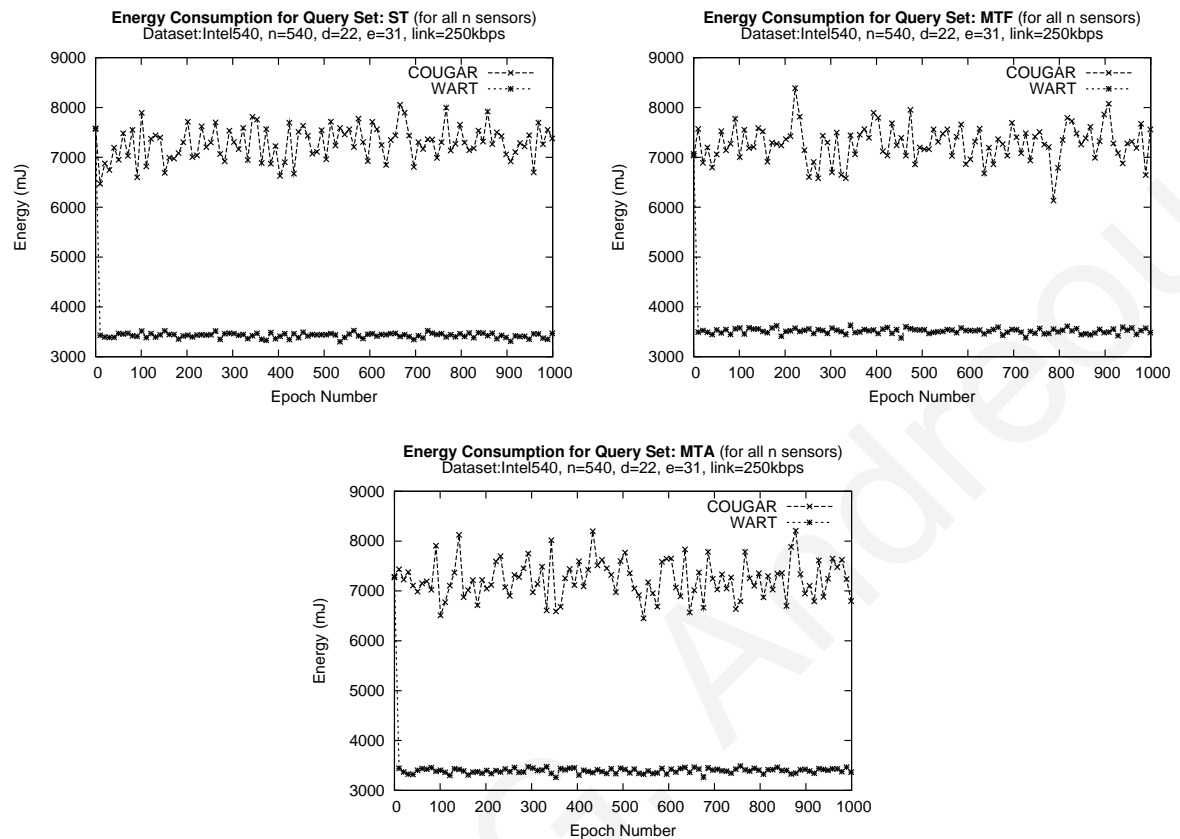 Energy Consumption for Query Set: ST (for all n sensors)
Dataset:Intel540, n=540, d=22, e=31, link=250kbps
Energy (mJ)
9000
8000
7000
6000
5000
4000
3000
COUGAR
WART
0 100 200 300 400 500 600 700 800 900 1000
Epoch Number
Energy Consumption for Query Set: MTF (for all n sensors)
Dataset:Intel540, n=540, d=22, e=31, link=250kbps
Energy (mJ)
9000
8000
7000
6000
5000
4000
3000
COUGAR
WART
0 100 200 300 400 500 600 700 800 900 1000
Epoch Number
Energy Consumption for Query Set: MTA (for all n sensors)
Dataset:Intel540, n=540, d=22, e=31, link=250kbps
Energy (mJ)
9000
8000
7000
6000
5000
4000
3000
COUGAR
WART
0 100 200 300 400 500 600 700 800 900 1000
Epoch Number
G. Andreou